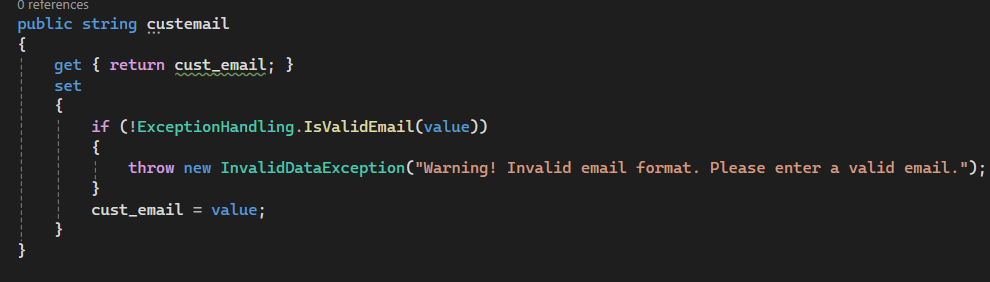 0 references
public string custemail
{
get { return cust_email; }
set
{
if (!ExceptionHandling.IsValidEmail(value))
{
throw new InvalidDataException("Warning! Invalid email format. Please enter a valid email.");
}
cust_email = value;
}
}